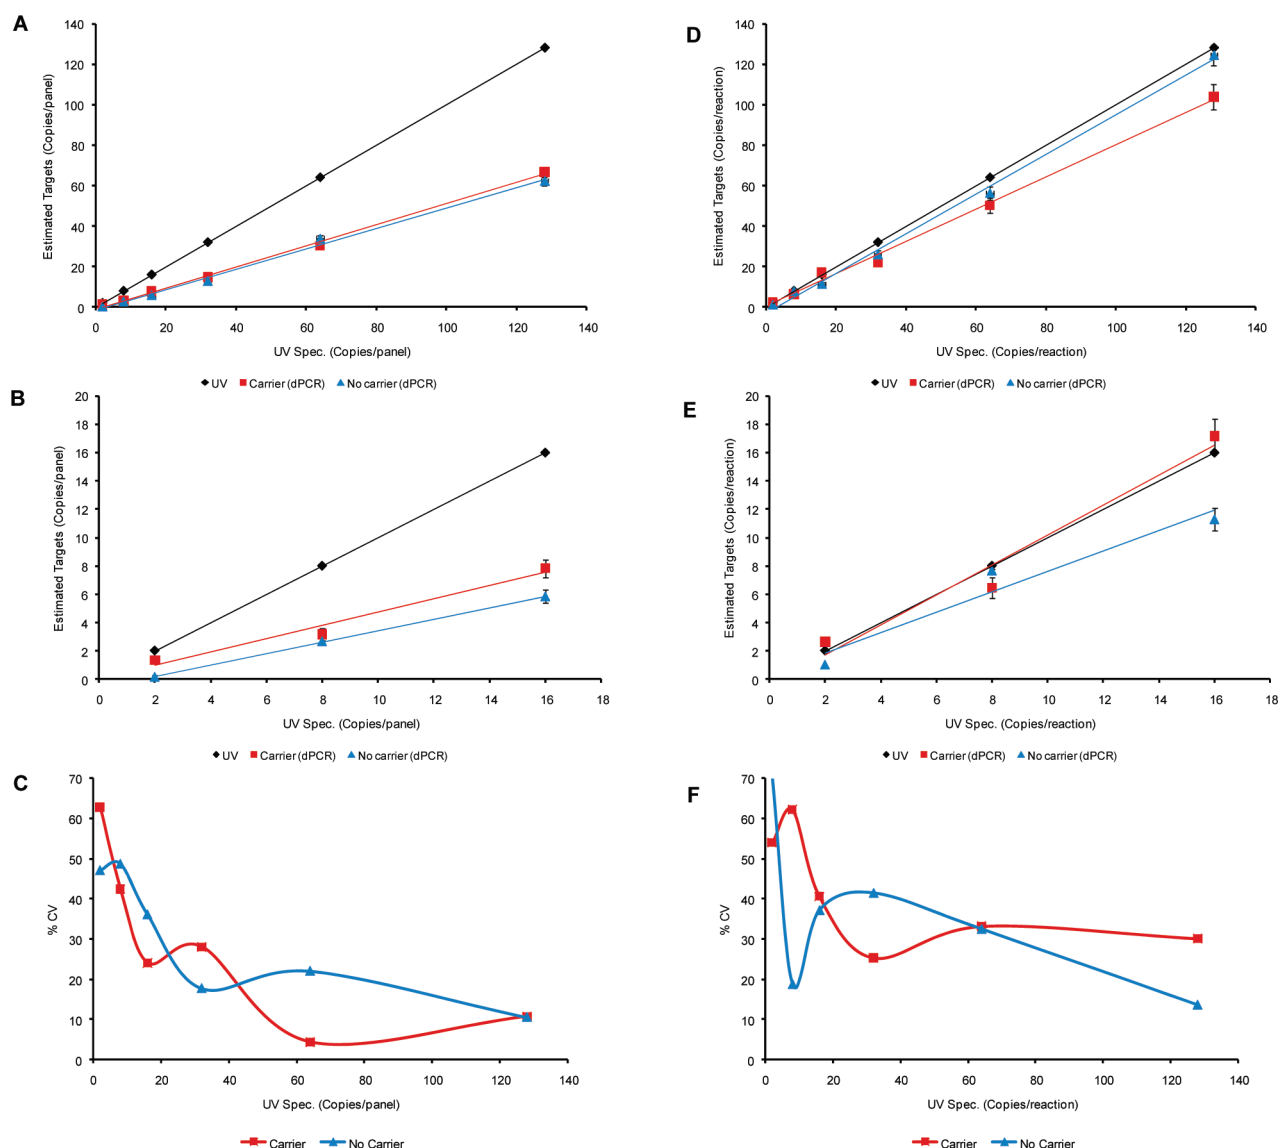 A
140
120
100
80
60
40
20
0
Estimated Targets (Copies/panel)
0 20 40 60 80 100 120 140
UV Spec. (Copies/panel)
UV Carrier (dPCR) No carrier (dPCR)
D
140
120
100
80
60
40
20
0
Estimated Targets (Copies/reaction)
0 20 40 60 80 100 120 140
UV Spec. (Copies/reaction)
UV Carrier (dPCR) No carrier (dPCR)
B
20
18
16
14
12
10
8
6
4
2
0
Estimated Targets (Copies/panel)
0 2 4 6 8 10 12 14 16 18
UV Spec. (Copies/panel)
UV Carrier (dPCR) No carrier (dPCR)
E
20
18
16
14
12
10
8
6
4
2
0
Estimated Targets (Copies/reaction)
0 2 4 6 8 10 12 14 16 18
UV Spec. (Copies/reaction)
UV Carrier (dPCR) No carrier (dPCR)
C
70
60
50
40
30
20
10
0
% CV
0 20 40 60 80 100 120 140
UV Spec. (Copies/panel)
Carrier No Carrier
F
70
60
50
40
30
20
10
0
% CV
0 20 40 60 80 100 120 140
UV Spec. (Copies/reaction)
Carrier No Carrier